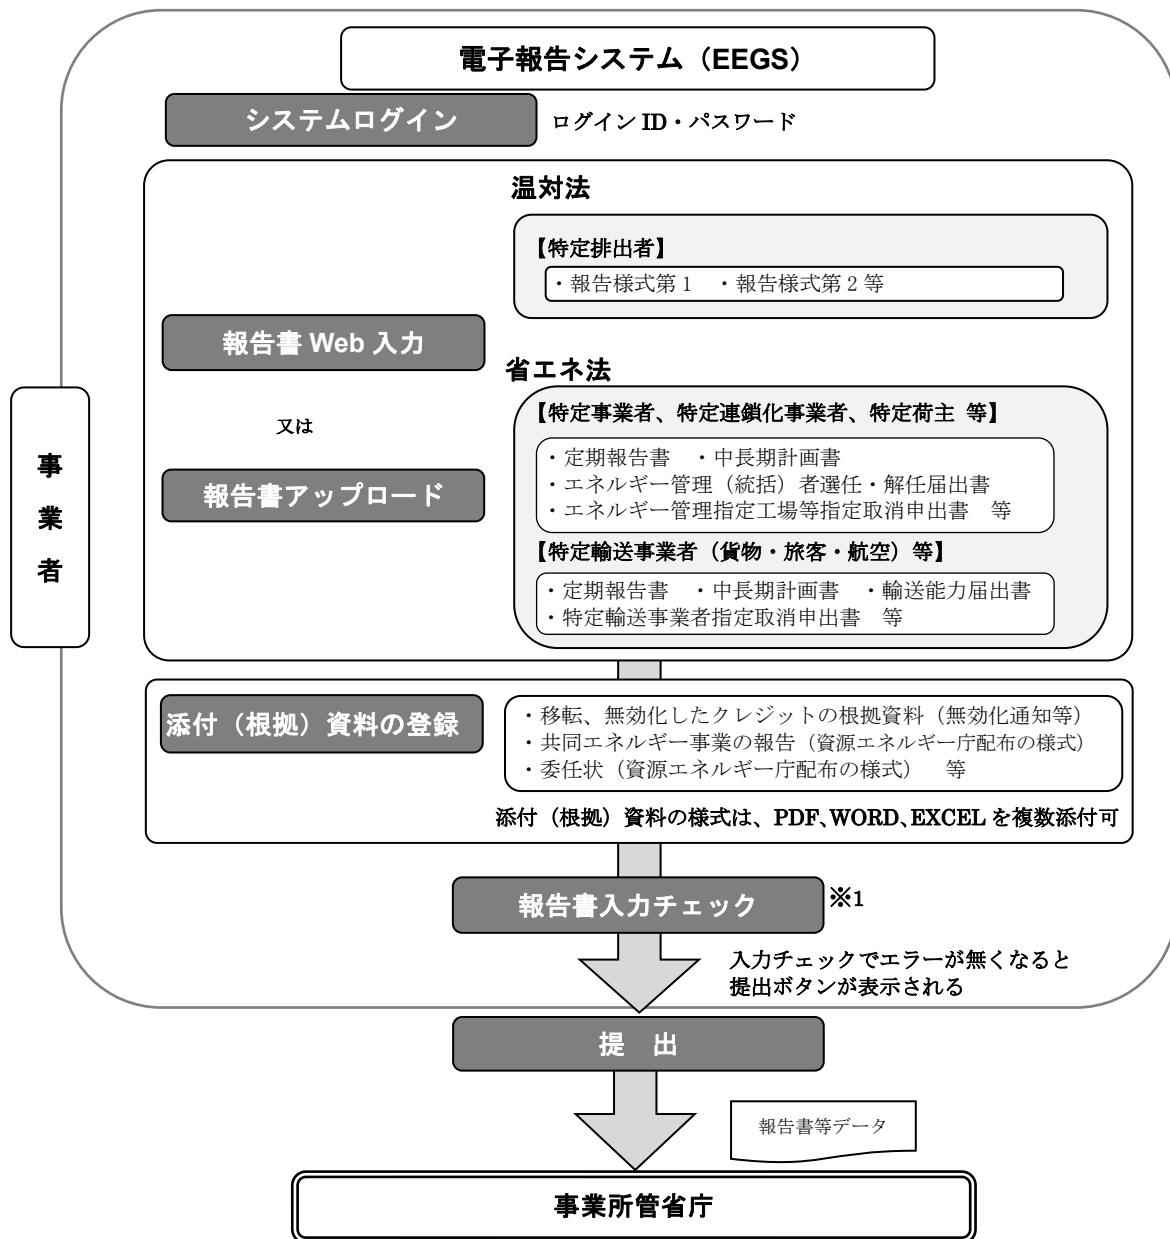 電子報告システム（EEGS）
システムログイン
ログイン ID・パスワード
温対法
【特定排出者】
・報告様式第 1　・報告様式第 2 等
報告書 Web 入力
又は
報告書アップロード
省エネ法
【特定事業者、特定連鎖化事業者、特定荷主 等】
・定期報告書　・中長期計画書
・エネルギー管理（統括）者選任・解任届出書
・エネルギー管理指定工場等指定取消申出書　等
【特定輸送事業者（貨物・旅客・航空）等】
・定期報告書　・中長期計画書　・輸送能力届出書
・特定輸送事業者指定取消申出書　等
事業者
添付（根拠）資料の登録
・移転、無効化したクレジットの根拠資料（無効化通知等）
・共同エネルギー事業の報告（資源エネルギー庁配布の様式）
・委任状（資源エネルギー庁配布の様式）　等
添付（根拠）資料の様式は、PDF、WORD、EXCEL を複数添付可
報告書入力チェック
※1
入力チェックでエラーが無くなると
提出ボタンが表示される
提　出
報告書等データ
事業所管省庁